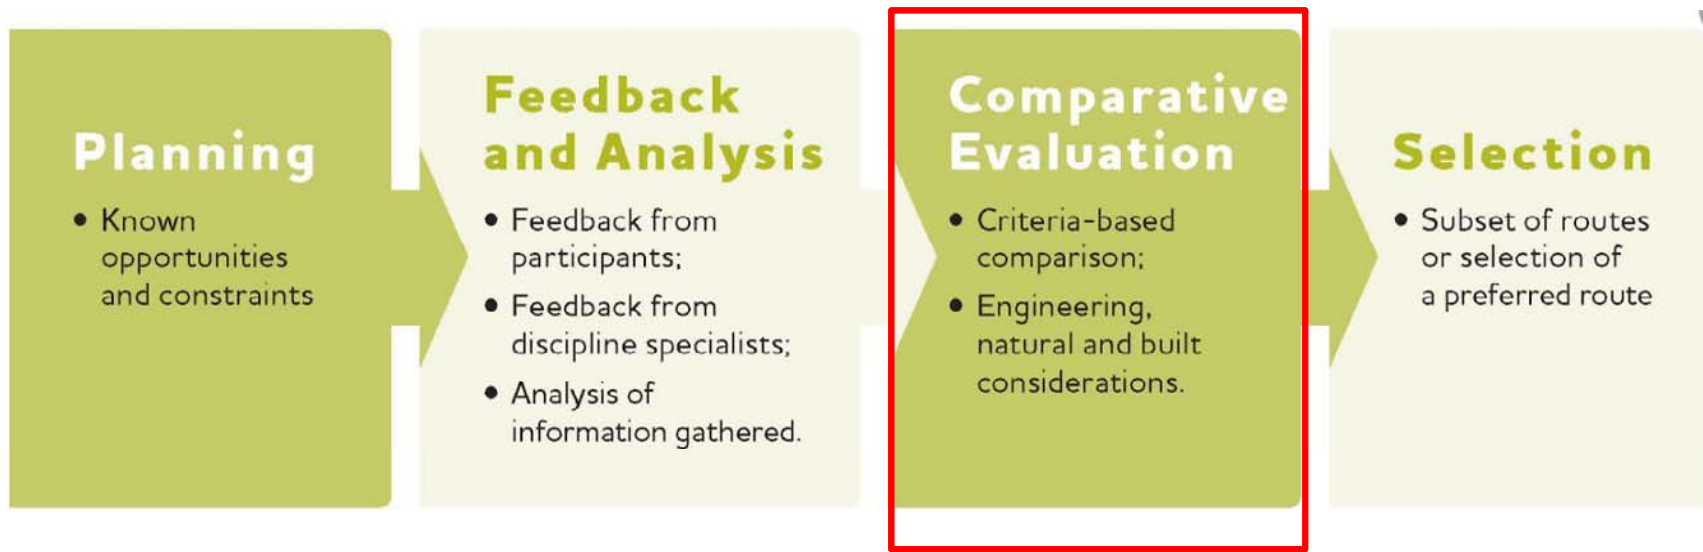 Planning
• Known
opportunities
and constraints
Feedback
and Analysis
• Feedback from
participants;
• Feedback from
discipline specialists;
• Analysis of
information gathered.
Comparative
Evaluation
• Criteria-based
comparison;
• Engineering,
natural and built
considerations.
Selection
• Subset of routes
or selection of
a preferred route